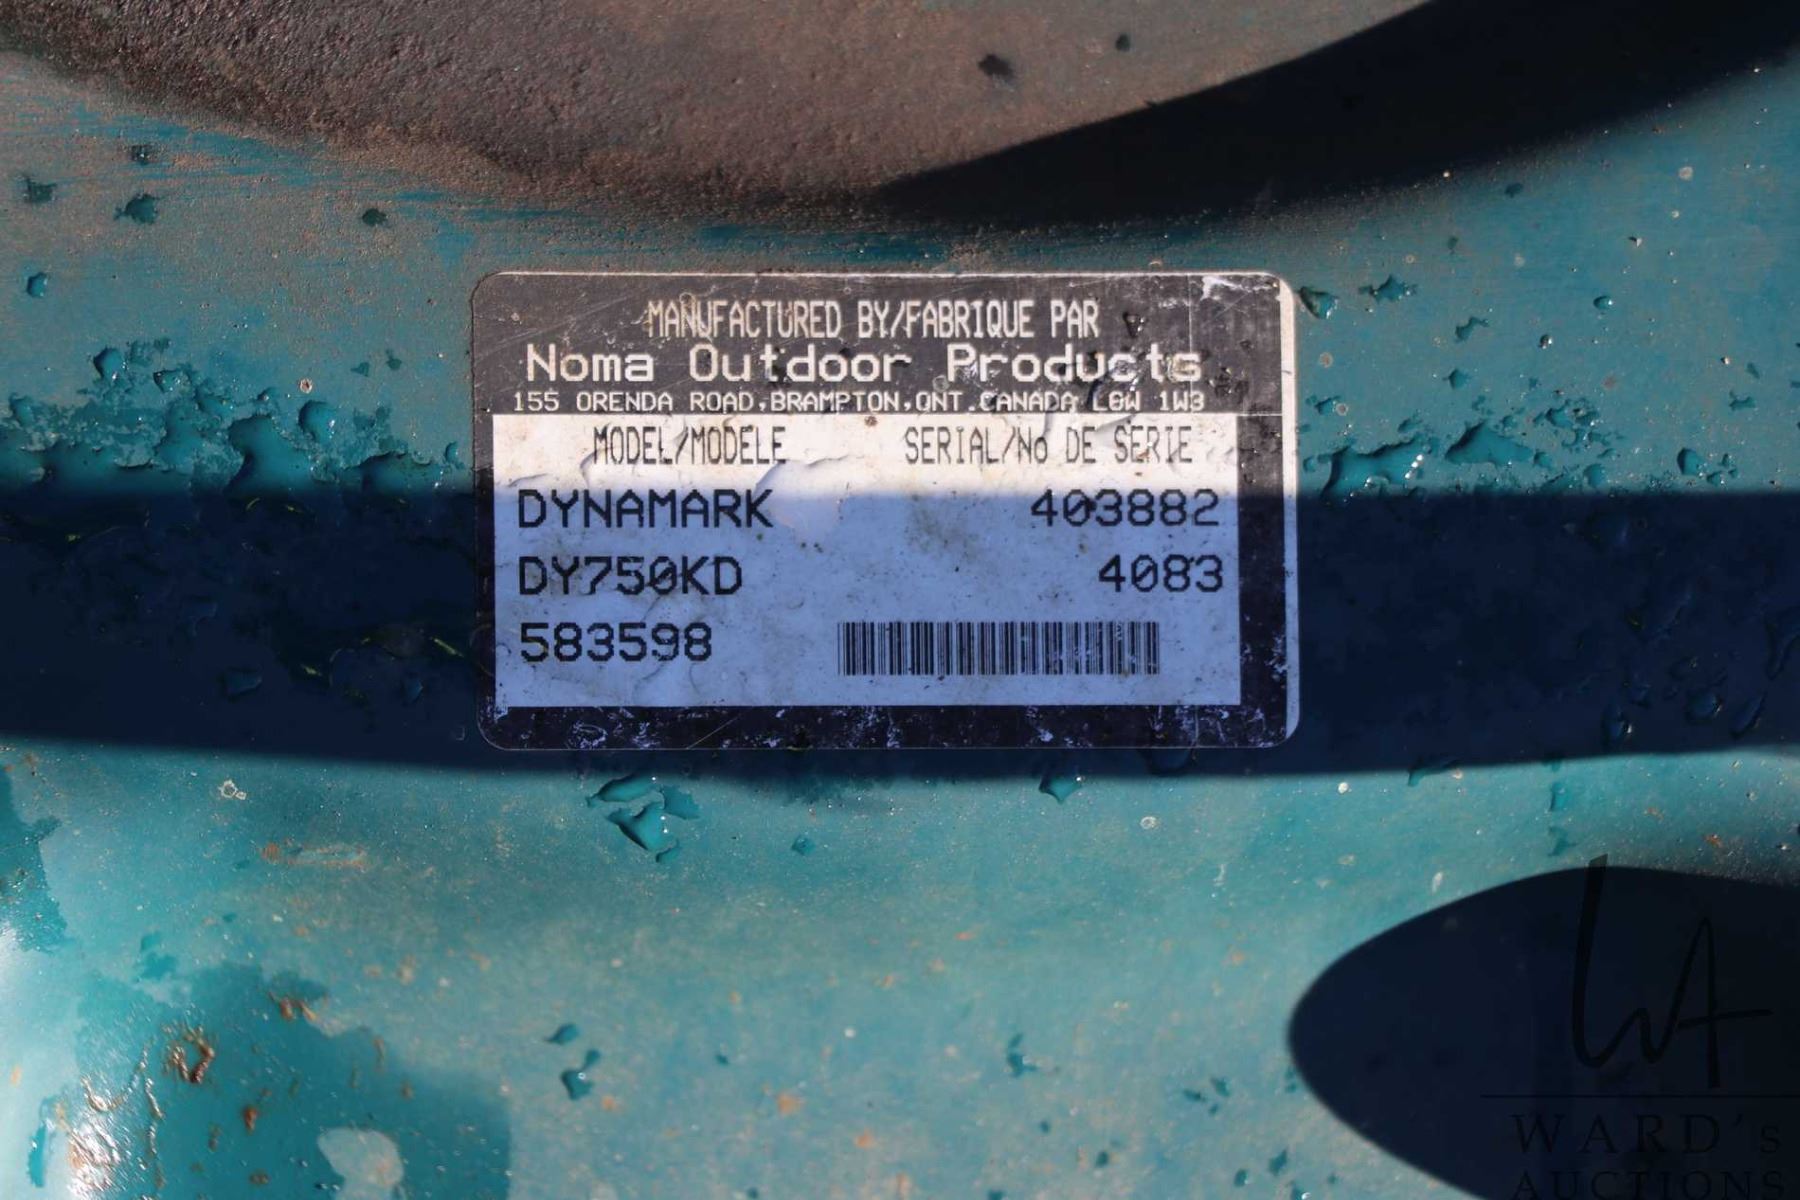 MANUFACTURED BY/FABRIQUE PAR
Noma Outdoor Products
155 ORENDA ROAD,BRAMPTON,ONT.CANADA L6W 1W3
MODEL/MODELE SERIAL/No DE SERIE
DYNAMARK 403882
DY750KD 4083
583598
WARD's
AUCTIONS